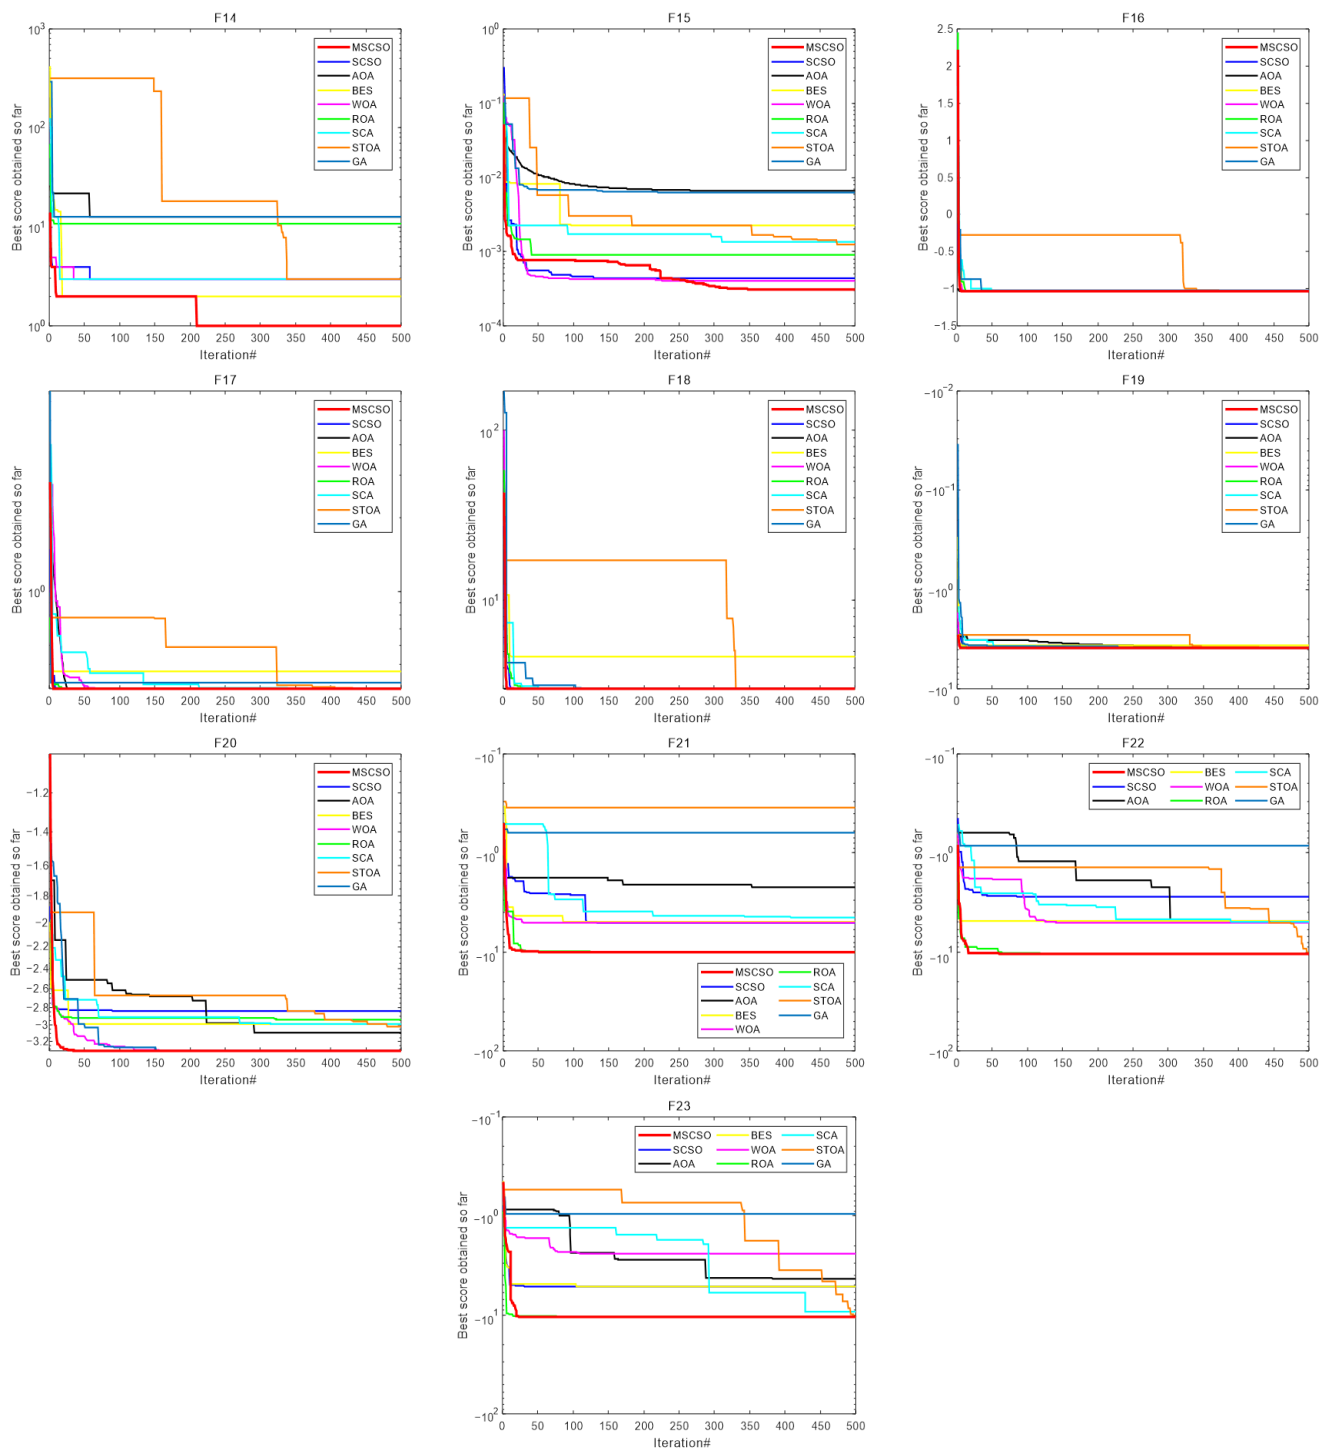 F14
10^3
10^2
10^1
10^0
Best score obtained so far
MSCSO
SCSO
AOA
BES
WOA
ROA
SCA
STOA
GA
0 50 100 150 200 250 300 350 400 450 500
Iteration#
F15
10^0
10^-1
10^-2
10^-3
10^-4
Best score obtained so far
MSCSO
SCSO
AOA
BES
WOA
ROA
SCA
STOA
GA
0 50 100 150 200 250 300 350 400 450 500
Iteration#
F16
2.5
2
1.5
1
0.5
0
-0.5
-1
-1.5
Best score obtained so far
MSCSO
SCSO
AOA
BES
WOA
ROA
SCA
STOA
GA
0 50 100 150 200 250 300 350 400 450 500
Iteration#
F17
10^0
Best score obtained so far
MSCSO
SCSO
AOA
BES
WOA
ROA
SCA
STOA
GA
0 50 100 150 200 250 300 350 400 450 500
Iteration#
F18
10^2
10^1
Best score obtained so far
MSCSO
SCSO
AOA
BES
WOA
ROA
SCA
STOA
GA
0 50 100 150 200 250 300 350 400 450 500
Iteration#
F19
-10^-2
-10^-1
-10^0
-10^1
Best score obtained so far
MSCSO
SCSO
AOA
BES
WOA
ROA
SCA
STOA
GA
0 50 100 150 200 250 300 350 400 450 500
Iteration#
F20
-1.2
-1.4
-1.6
-1.8
-2
-2.2
-2.4
-2.6
-2.8
-3
-3.2
Best score obtained so far
MSCSO
SCSO
AOA
BES
WOA
ROA
SCA
STOA
GA
0 50 100 150 200 250 300 350 400 450 500
Iteration#
F21
-10^-1
-10^0
-10^1
-10^2
Best score obtained so far
MSCSO ROA
SCSO SCA
AOA STOA
BES GA
WOA
0 50 100 150 200 250 300 350 400 450 500
Iteration#
F22
-10^-1
-10^0
-10^1
-10^2
Best score obtained so far
MSCSO BES SCA
SCSO WOA STOA
AOA ROA GA
0 50 100 150 200 250 300 350 400 450 500
Iteration#
F23
-10^-1
-10^0
-10^1
-10^2
Best score obtained so far
MSCSO BES SCA
SCSO WOA STOA
AOA ROA GA
0 50 100 150 200 250 300 350 400 450 500
Iteration#